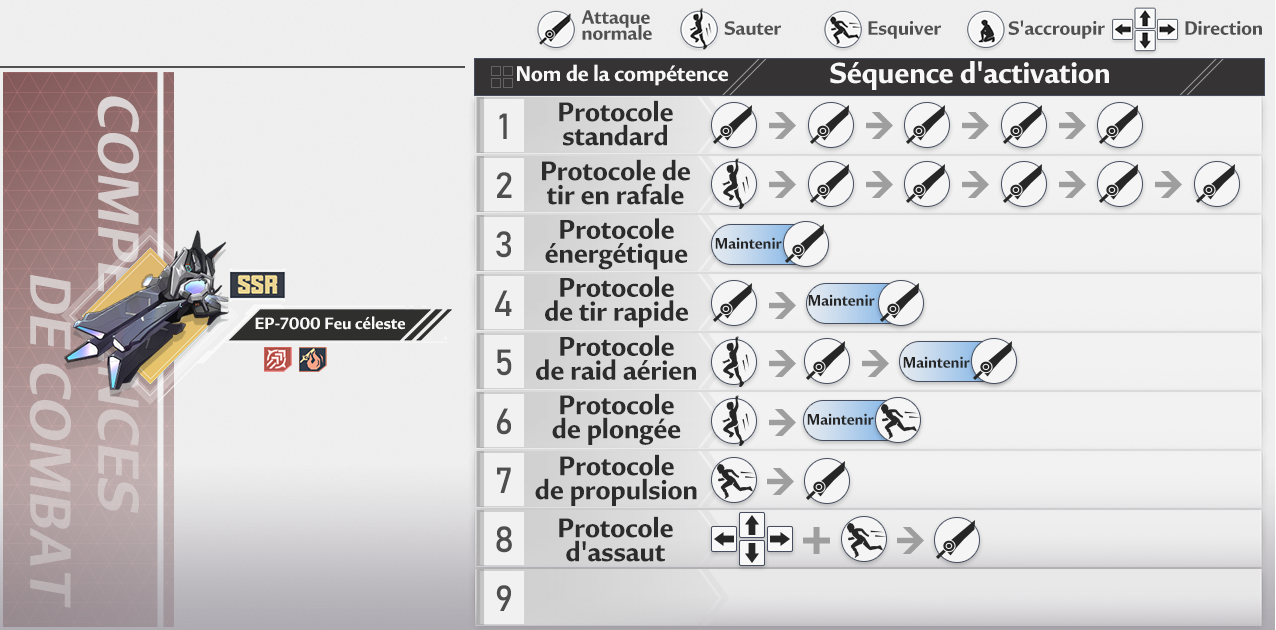 Attaque
normale
Sauter
Esquiver
S'accroupir
Direction
Nom de la compétence
Séquence d'activation
COMPÉTENCES
DE COMBAT
SSR
EP-7000 Feu céleste
1
Protocole
standard
2
Protocole de
tir en rafale
3
Protocole
énergétique
Maintenir
4
Protocole
de tir rapide
Maintenir
5
Protocole
de raid aérien
Maintenir
6
Protocole
de plongée
Maintenir
7
Protocole
de propulsion
8
Protocole
d'assaut
9